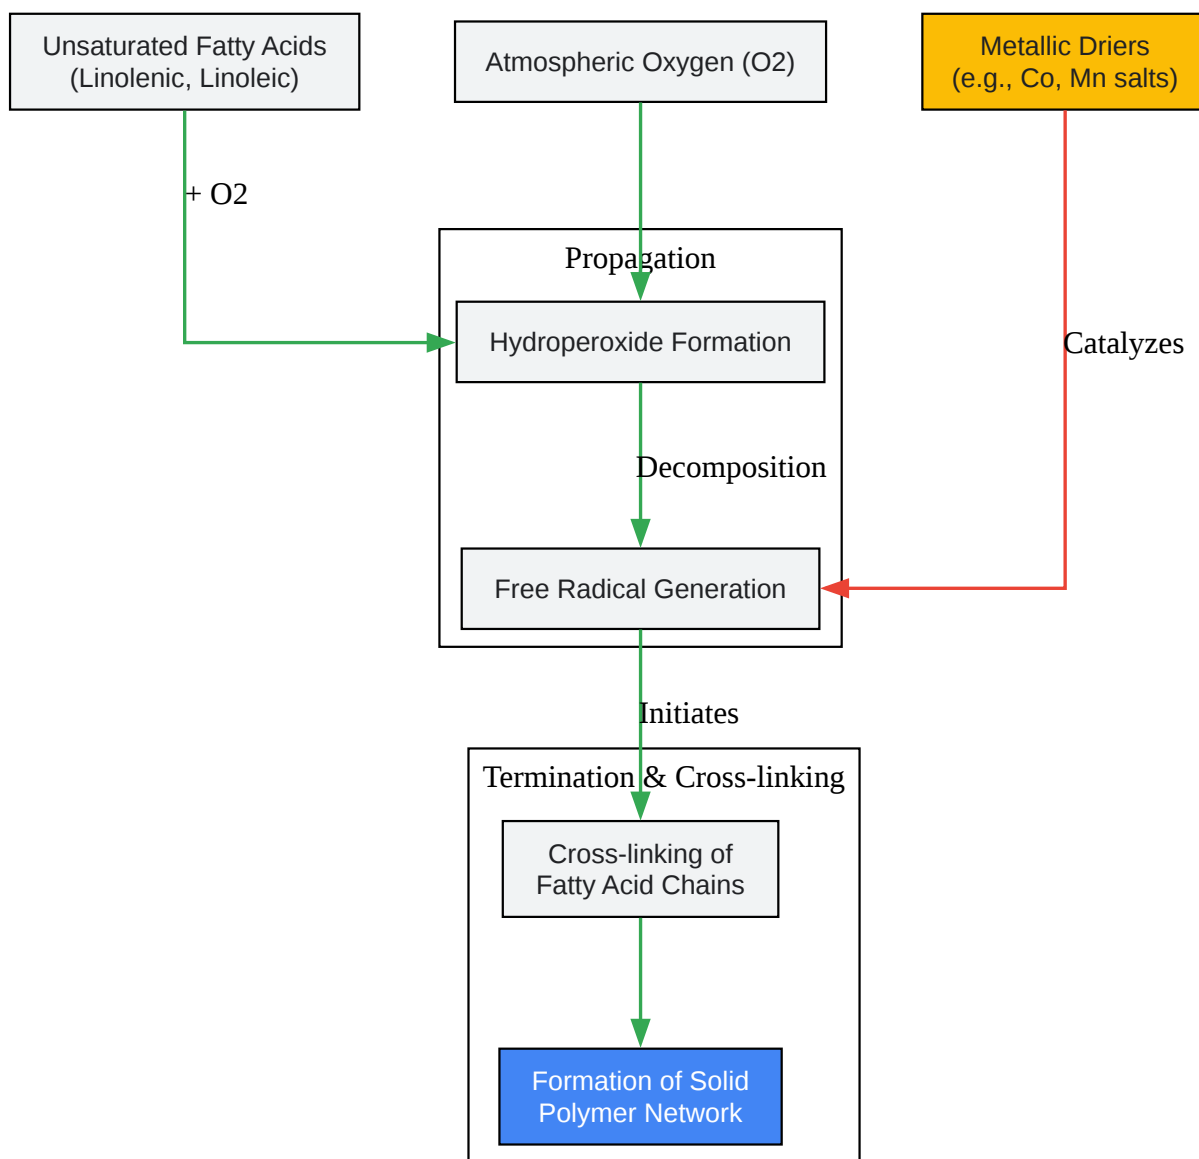 Unsaturated Fatty Acids
(Linolenic, Linoleic)
Atmospheric Oxygen (O2)
Metallic Driers
(e.g., Co, Mn salts)
+ O2
Propagation
Hydroperoxide Formation
Catalyzes
Decomposition
Free Radical Generation
Initiates
Termination & Cross-linking
Cross-linking of
Fatty Acid Chains
Formation of Solid
Polymer Network